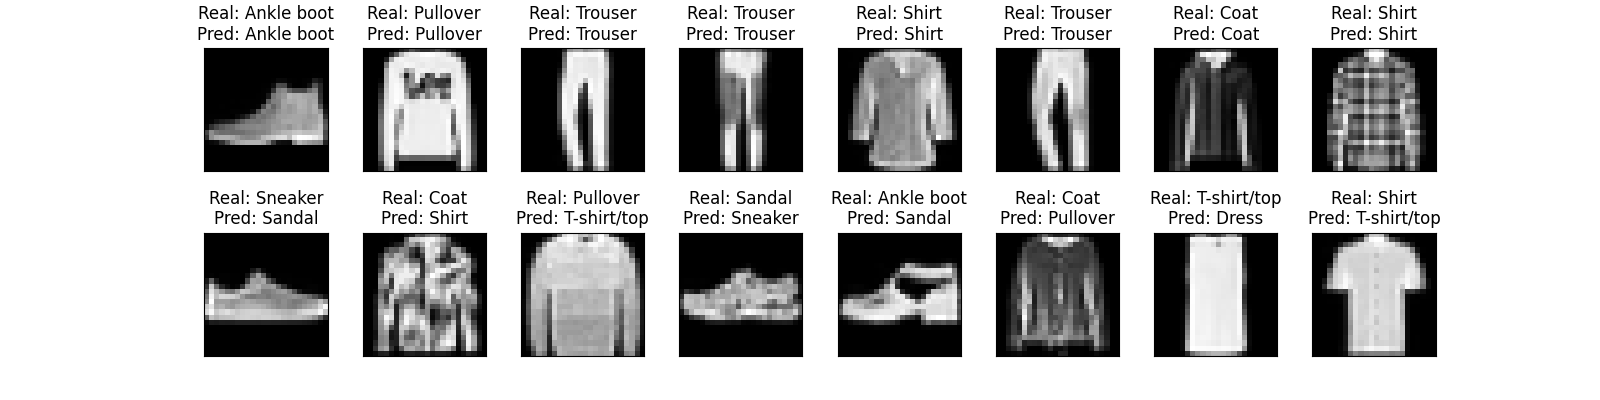 Real: Ankle boot
Pred: Ankle boot
Real: Pullover
Pred: Pullover
Real: Trouser
Pred: Trouser
Real: Trouser
Pred: Trouser
Real: Shirt
Pred: Shirt
Real: Trouser
Pred: Trouser
Real: Coat
Pred: Coat
Real: Shirt
Pred: Shirt
Lee
Real: Sneaker
Pred: Sandal
Real: Coat
Pred: Shirt
Real: Pullover
Pred: T-shirt/top
Real: Sandal
Pred: Sneaker
Real: Ankle boot
Pred: Sandal
Real: Coat
Pred: Pullover
Real: T-shirt/top
Pred: Dress
Real: Shirt
Pred: T-shirt/top